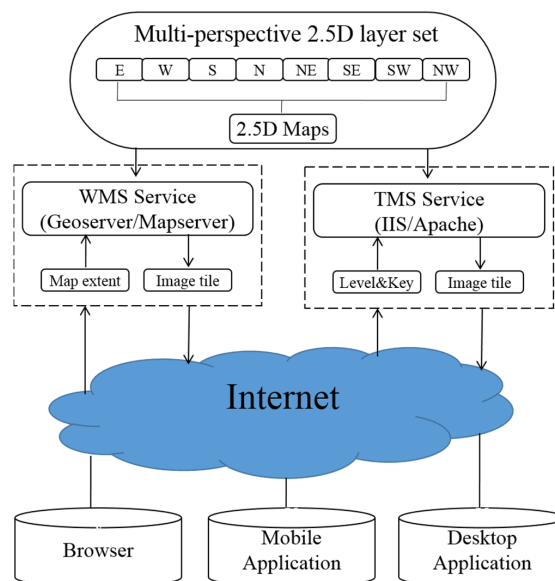 Multi-perspective 2.5D layer set
E W S N NE SE SW NW
2.5D Maps
WMS Service
(Geoserver/Mapserver)
Map extent
Image tile
TMS Service
(IIS/Apache)
Level&Key
Image tile
Internet
Browser
Mobile
Application
Desktop
Application